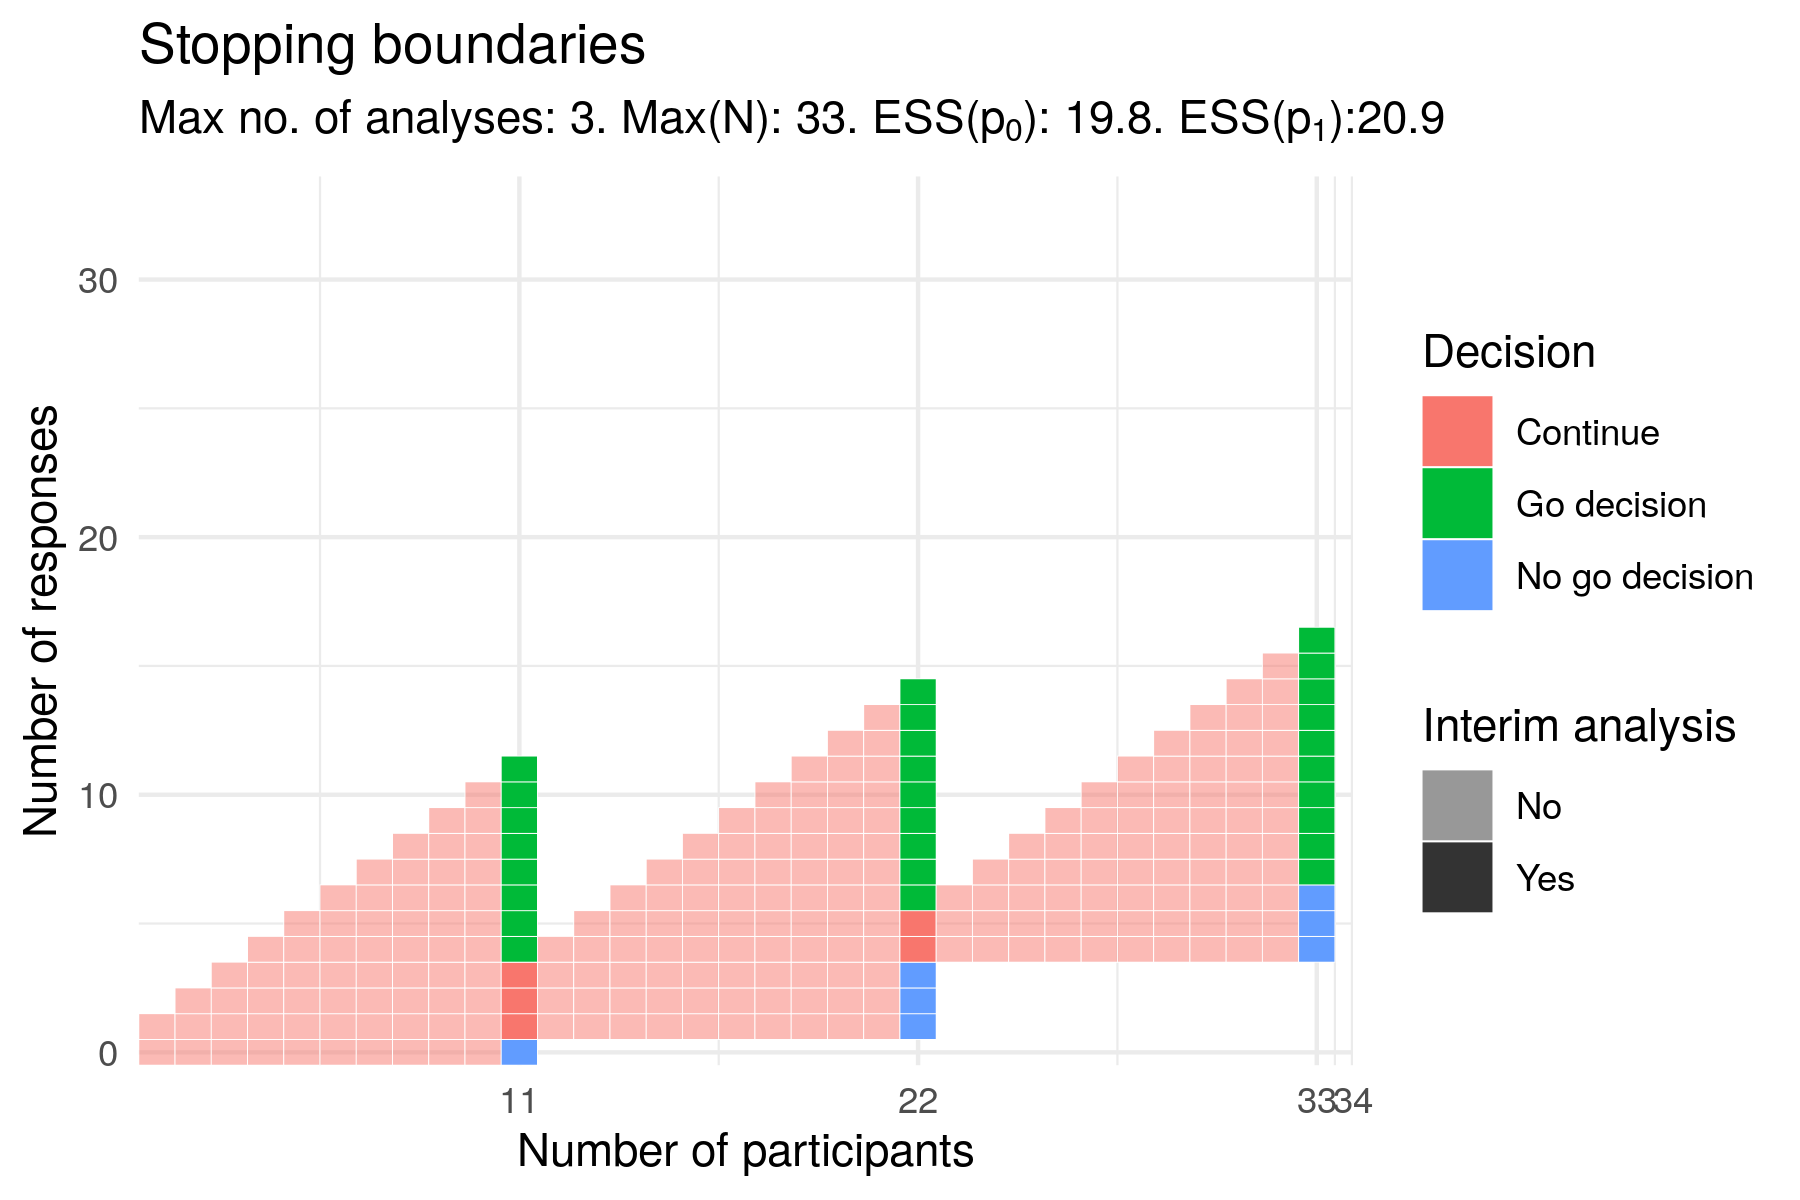 Stopping boundaries
Max no. of analyses: 3. Max(N): 33. ESS(p₀): 19.8. ESS(p₁):20.9
Number of responses
30
20
10
0
11
22
33
34
Number of participants
Decision
Continue
Go decision
No go decision
Interim analysis
No
Yes